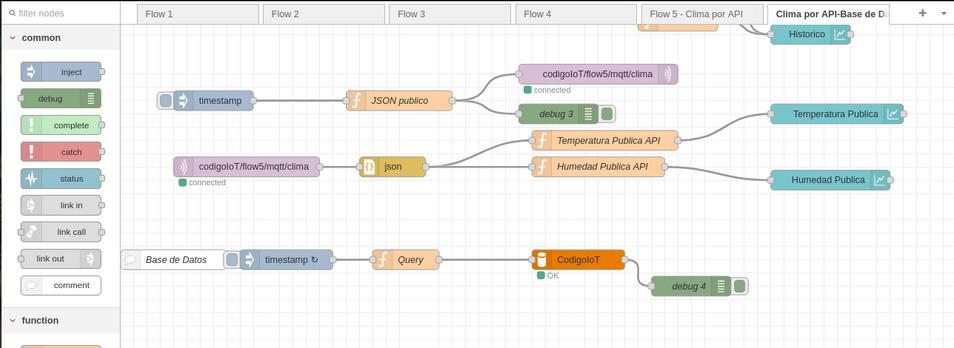 filter nodes
Flow 1
Flow 2
Flow 3
Flow 4
Flow 5 - Clima por API
Clima por API-Base de Da
common
inject
debug
complete
catch
status
link in
link call
link out
comment
function
Historico
timestamp
JSON publico
codigoIoT/flow5/mqtt/clima
connected
debug 3
Temperatura Publica API
Temperatura Publica
codigoIoT/flow5/mqtt/clima
connected
json
Humedad Publica API
Humedad Publica
Base de Datos
timestamp ↻
Query
CodigoIoT
OK
debug 4